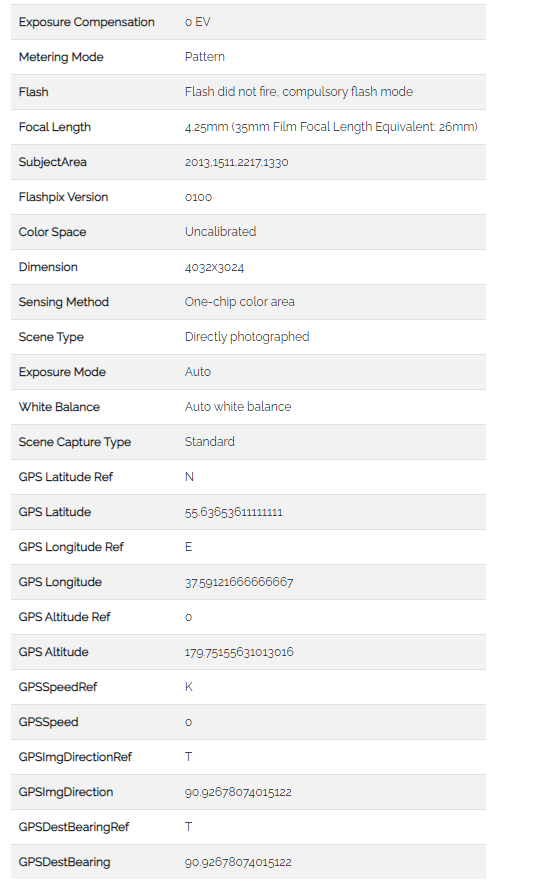 Exposure Compensation 0 EV
Metering Mode Pattern
Flash Flash did not fire, compulsory flash mode
Focal Length 4.25mm (35mm Film Focal Length Equivalent: 26mm)
SubjectArea 2013,1511,2217,1330
Flashpix Version 0100
Color Space Uncalibrated
Dimension 4032x3024
Sensing Method One-chip color area
Scene Type Directly photographed
Exposure Mode Auto
White Balance Auto white balance
Scene Capture Type Standard
GPS Latitude Ref N
GPS Latitude 55.63653611111111
GPS Longitude Ref E
GPS Longitude 37.59121666666667
GPS Altitude Ref 0
GPS Altitude 179.75155631013016
GPSSpeedRef K
GPSSpeed 0
GPSImgDirectionRef T
GPSImgDirection 90.92678074015122
GPSDestBearingRef T
GPSDestBearing 90.92678074015122